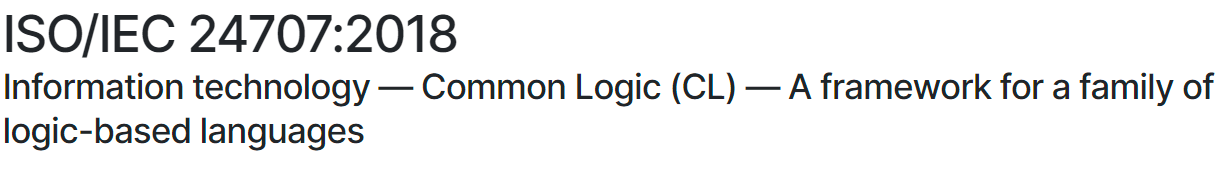 ISO/IEC 24707:2018
Information technology — Common Logic (CL) — A framework for a family of
logic-based languages